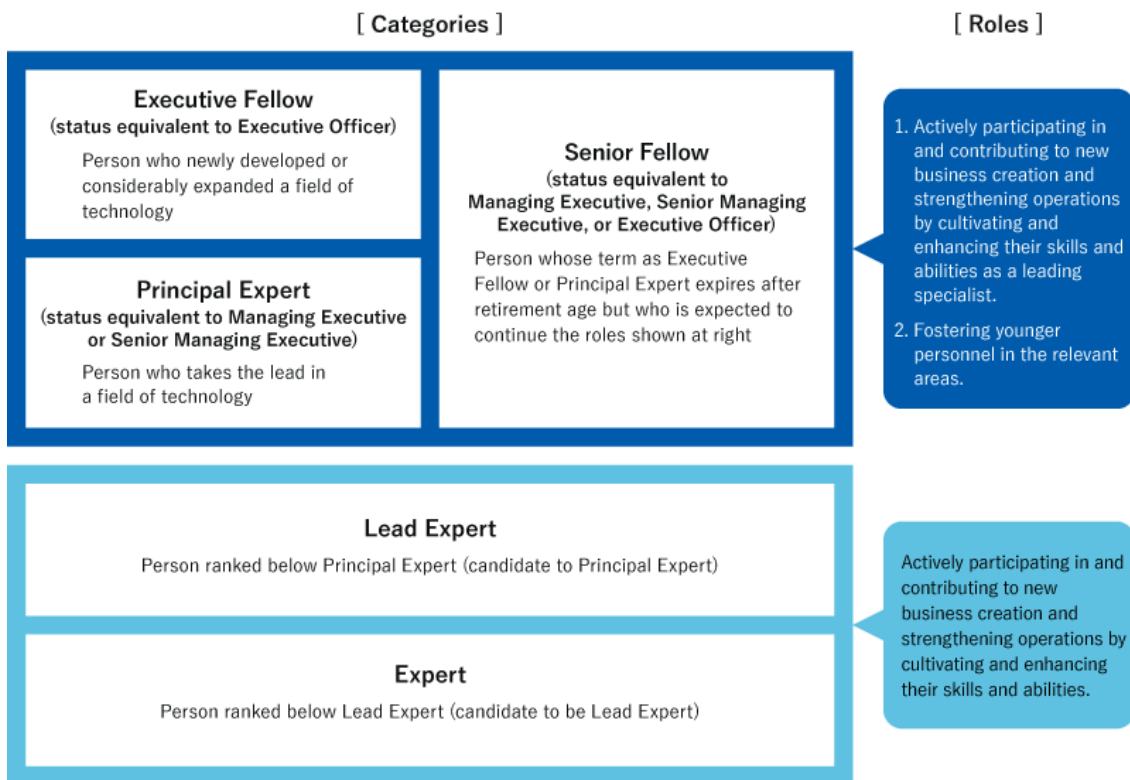 [ Categories ]
[ Roles ]
Executive Fellow
(status equivalent to Executive Officer)
Person who newly developed or
considerably expanded a field of
technology
Principal Expert
(status equivalent to Managing Executive
or Senior Managing Executive)
Person who takes the lead in
a field of technology
Senior Fellow
(status equivalent to
Managing Executive, Senior Managing
Executive, or Executive Officer)
Person whose term as Executive
Fellow or Principal Expert expires after
retirement age but who is expected to
continue the roles shown at right
1. Actively participating in
and contributing to new
business creation and
strengthening operations
by cultivating and
enhancing their skills and
abilities as a leading
specialist.
2. Fostering younger
personnel in the relevant
areas.
Lead Expert
Person ranked below Principal Expert (candidate to Principal Expert)
Expert
Person ranked below Lead Expert (candidate to be Lead Expert)
Actively participating in and
contributing to new
business creation and
strengthening operations by
cultivating and enhancing
their skills and abilities.